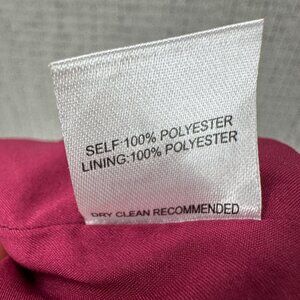 SELF:100% POLYESTER
LINING:100% POLYESTER
DRY CLEAN RECOMMENDED